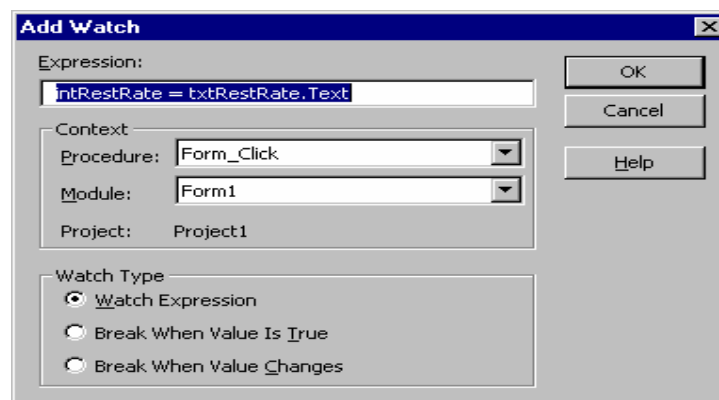 Add Watch
Expression:
intRestRate = txtRestRate.Text
OK
Cancel
Help
Context
Procedure: Form_Click
Module: Form1
Project: Project1
Watch Type
Watch Expression
Break When Value Is True
Break When Value Changes